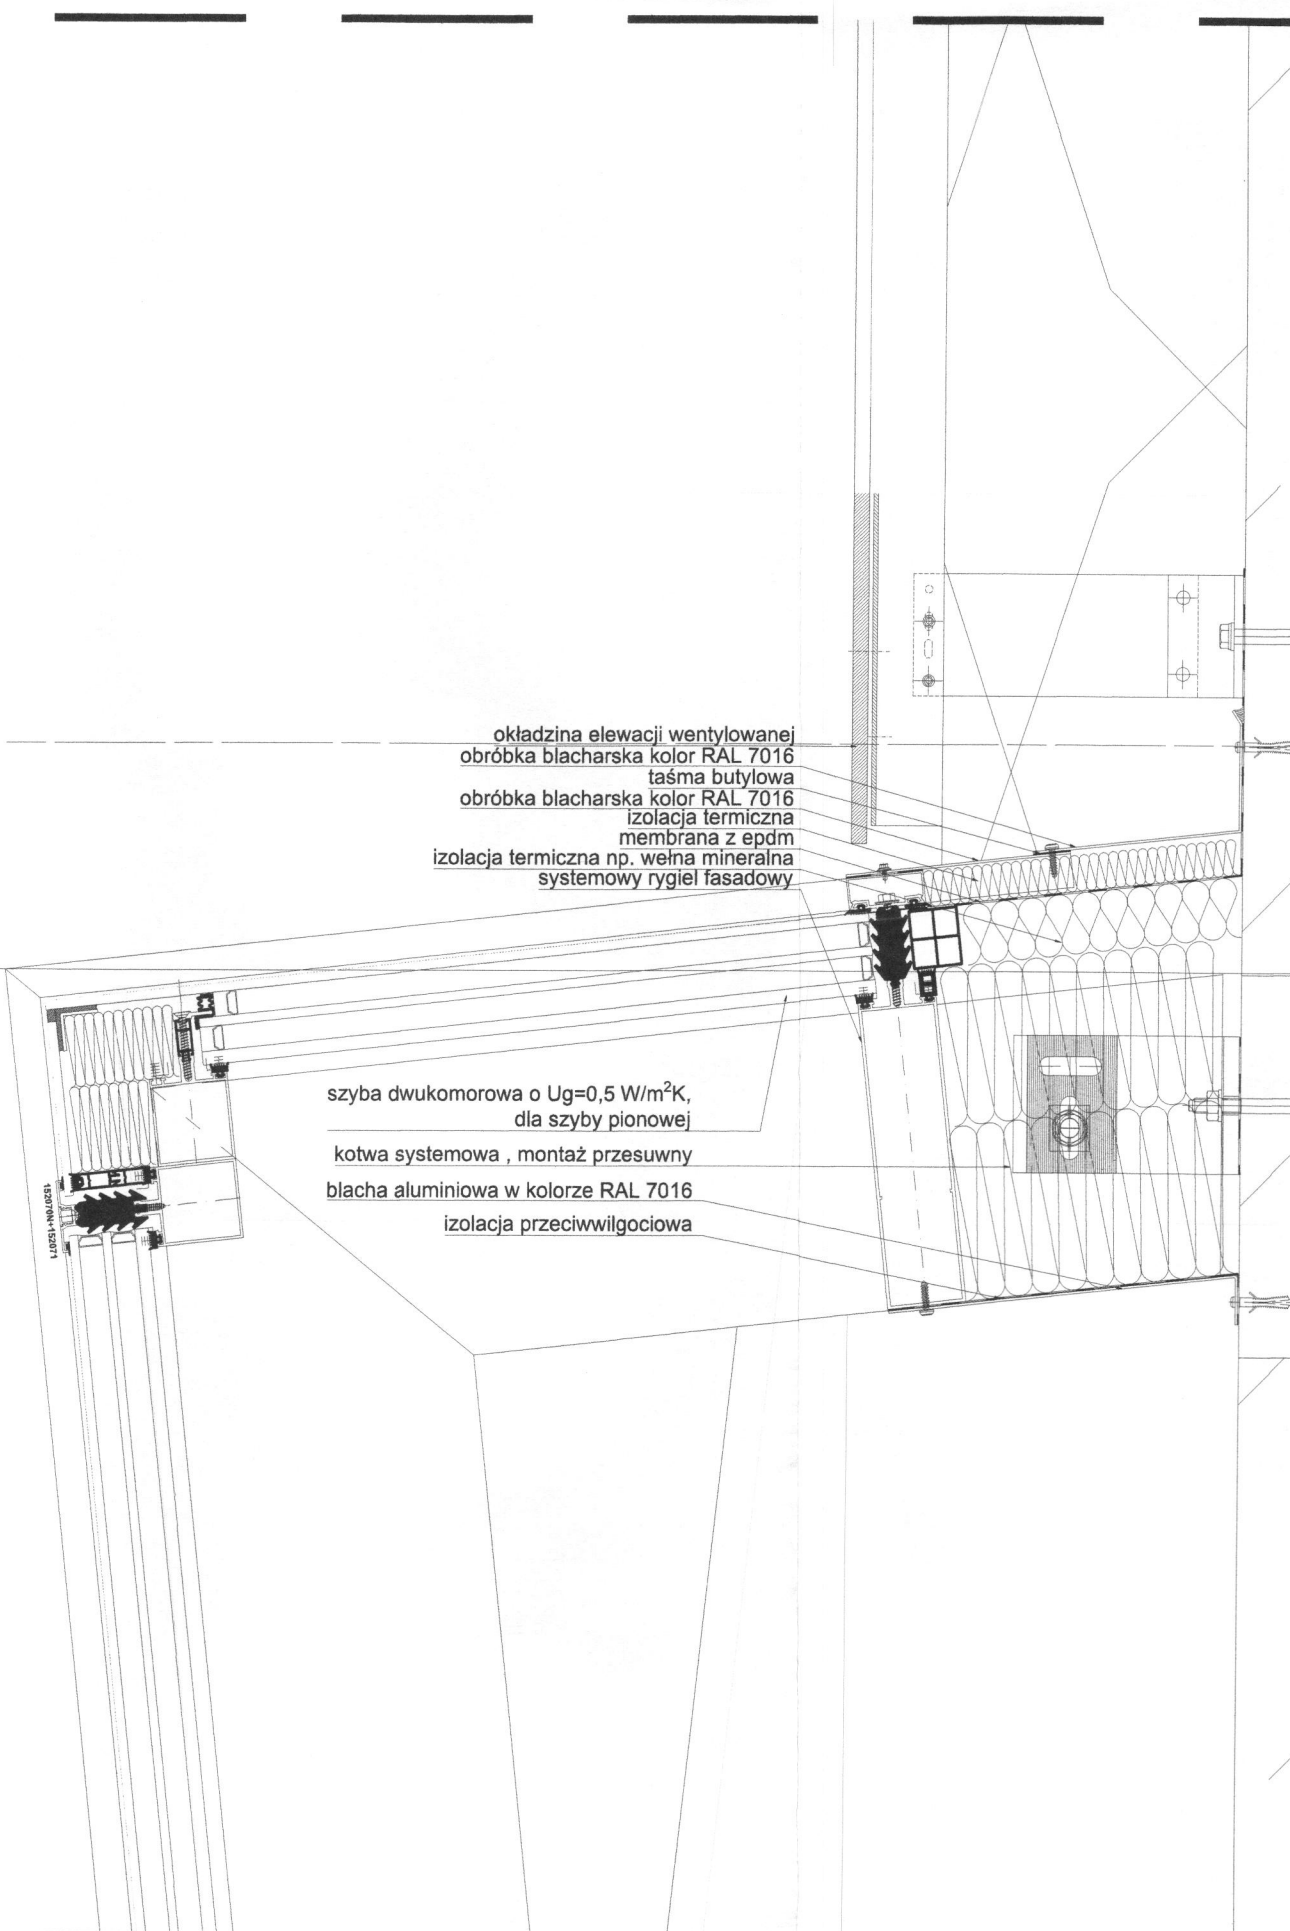 okładzina elewacji wentylowanej
obróbka blacharska kolor RAL 7016
taśma butylowa
obróbka blacharska kolor RAL 7016
izolacja termiczna
membrana z epdm
izolacja termiczna np. wełna mineralna
systemowy rygiel fasadowy
szyba dwukomorowa o Ug=0,5 W/m²K,
dla szyby pionowej
kotwa systemowa , montaż przesuwny
blacha aluminiowa w kolorze RAL 7016
izolacja przeciwwilgociowa
152070N+152071